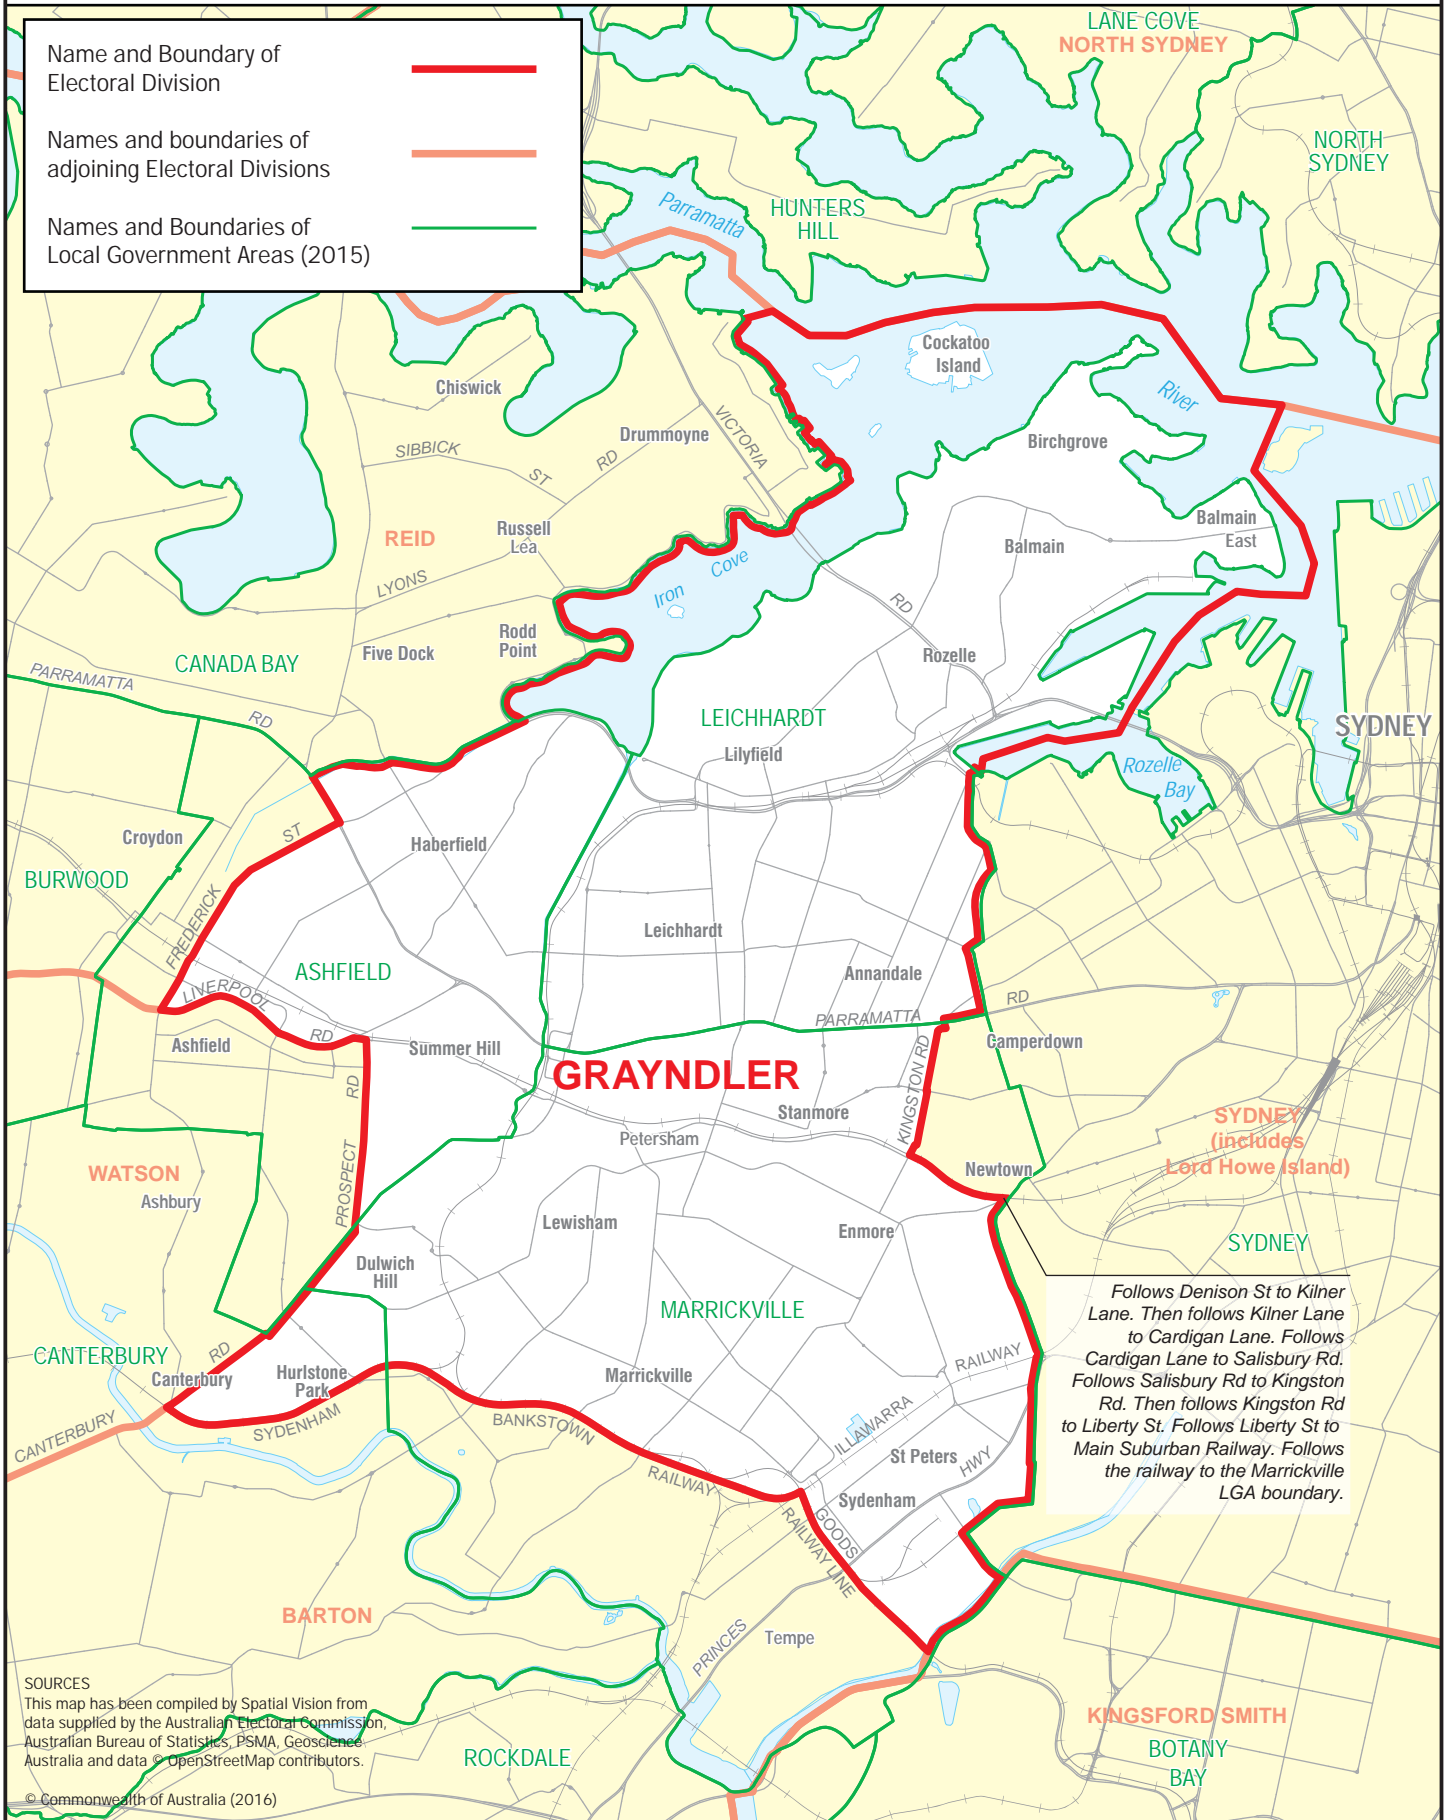 Name and Boundary of
Electoral Division
Names and boundaries of
adjoining Electoral Divisions
Names and Boundaries of
Local Government Areas (2015)
LANE COVE
NORTH SYDNEY
NORTH
SYDNEY
Parramatta
HUNTERS
HILL
Cockatoo
Island
River
Chiswick
Drummoyne
VICTORIA
Birchgrove
SIBBICK
ST
RD
REID
Russell
Lea
Balmain
East
Balmain
LYONS
Iron
Cove
RD
Rodd
Point
Five Dock
CANADA BAY
Rozelle
PARRAMATTA
RD
LEICHHARDT
SYDNEY
Lilyfield
Rozelle
Bay
Croydon
ST
Haberfield
BURWOOD
FREDERICK
Leichhardt
ASHFIELD
Annandale
LIVERPOOL
RD
PARRAMATTA
RD
Ashfield
Summer Hill
Camperdown
GRAYNDLER
RD
KINGSTON RD
Stanmore
SYDNEY
(includes
Lord Howe Island)
Petersham
PROSPECT
WATSON
Newtown
Ashbury
Lewisham
Enmore
SYDNEY
Dulwich
Hill
MARRICKVILLE
Follows Denison St to Kilner
Lane. Then follows Kilner Lane
to Cardigan Lane. Follows
Cardigan Lane to Salisbury Rd.
Follows Salisbury Rd to Kingston
Rd. Then follows Kingston Rd
to Liberty St. Follows Liberty St to
Main Suburban Railway. Follows
the railway to the Marrickville
LGA boundary.
CANTERBURY
RD
Canterbury
Hurlstone
Park
Marrickville
RAILWAY
CANTERBURY
SYDENHAM
BANKSTOWN
RAILWAY
ILLAWARRA
St Peters
HWY
Sydenham
GOODS
RAILWAY LINE
BARTON
PRINCES
Tempe
SOURCES
This map has been compiled by Spatial Vision from
data supplied by the Australian Electoral Commission,
Australian Bureau of Statistics, PSMA, Geoscience
Australia and data © OpenStreetMap contributors.
© Commonwealth of Australia (2016)
ROCKDALE
KINGSFORD SMITH
BOTANY
BAY